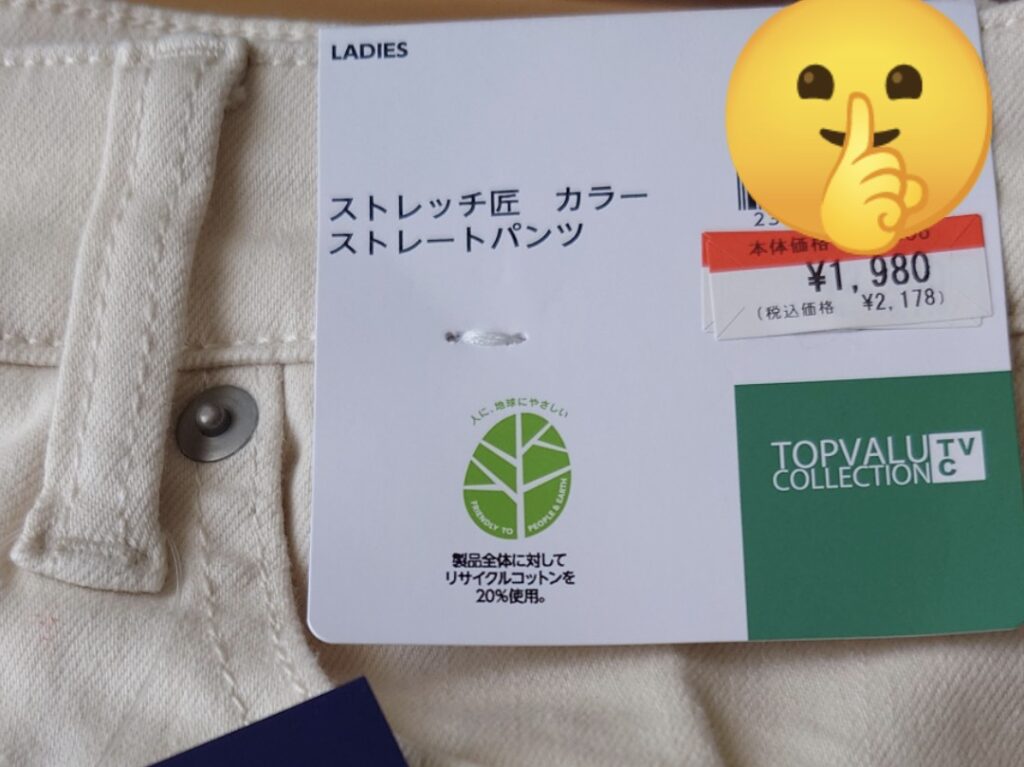 LADIES
ストレッチ匠 カラー
ストレートパンツ
本体価格
¥1,980
(税込価格 ¥2,178)
人に、地球にやさしい
FRIENDLY TO PEOPLE & EARTH
製品全体に対して
リサイクルコットンを
20%使用。
TOPVALU
COLLECTION
TV
C